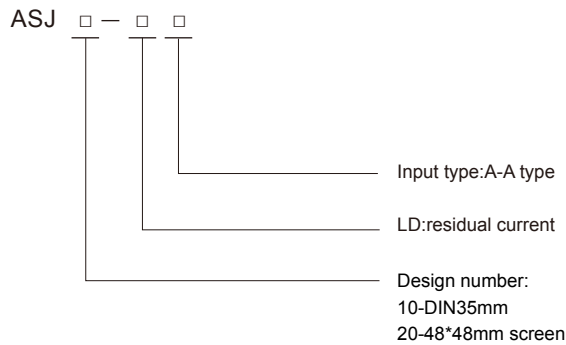 ASJ □ — □ □
Input type:A-A type
LD:residual current
Design number:
10-DIN35mm
20-48*48mm screen